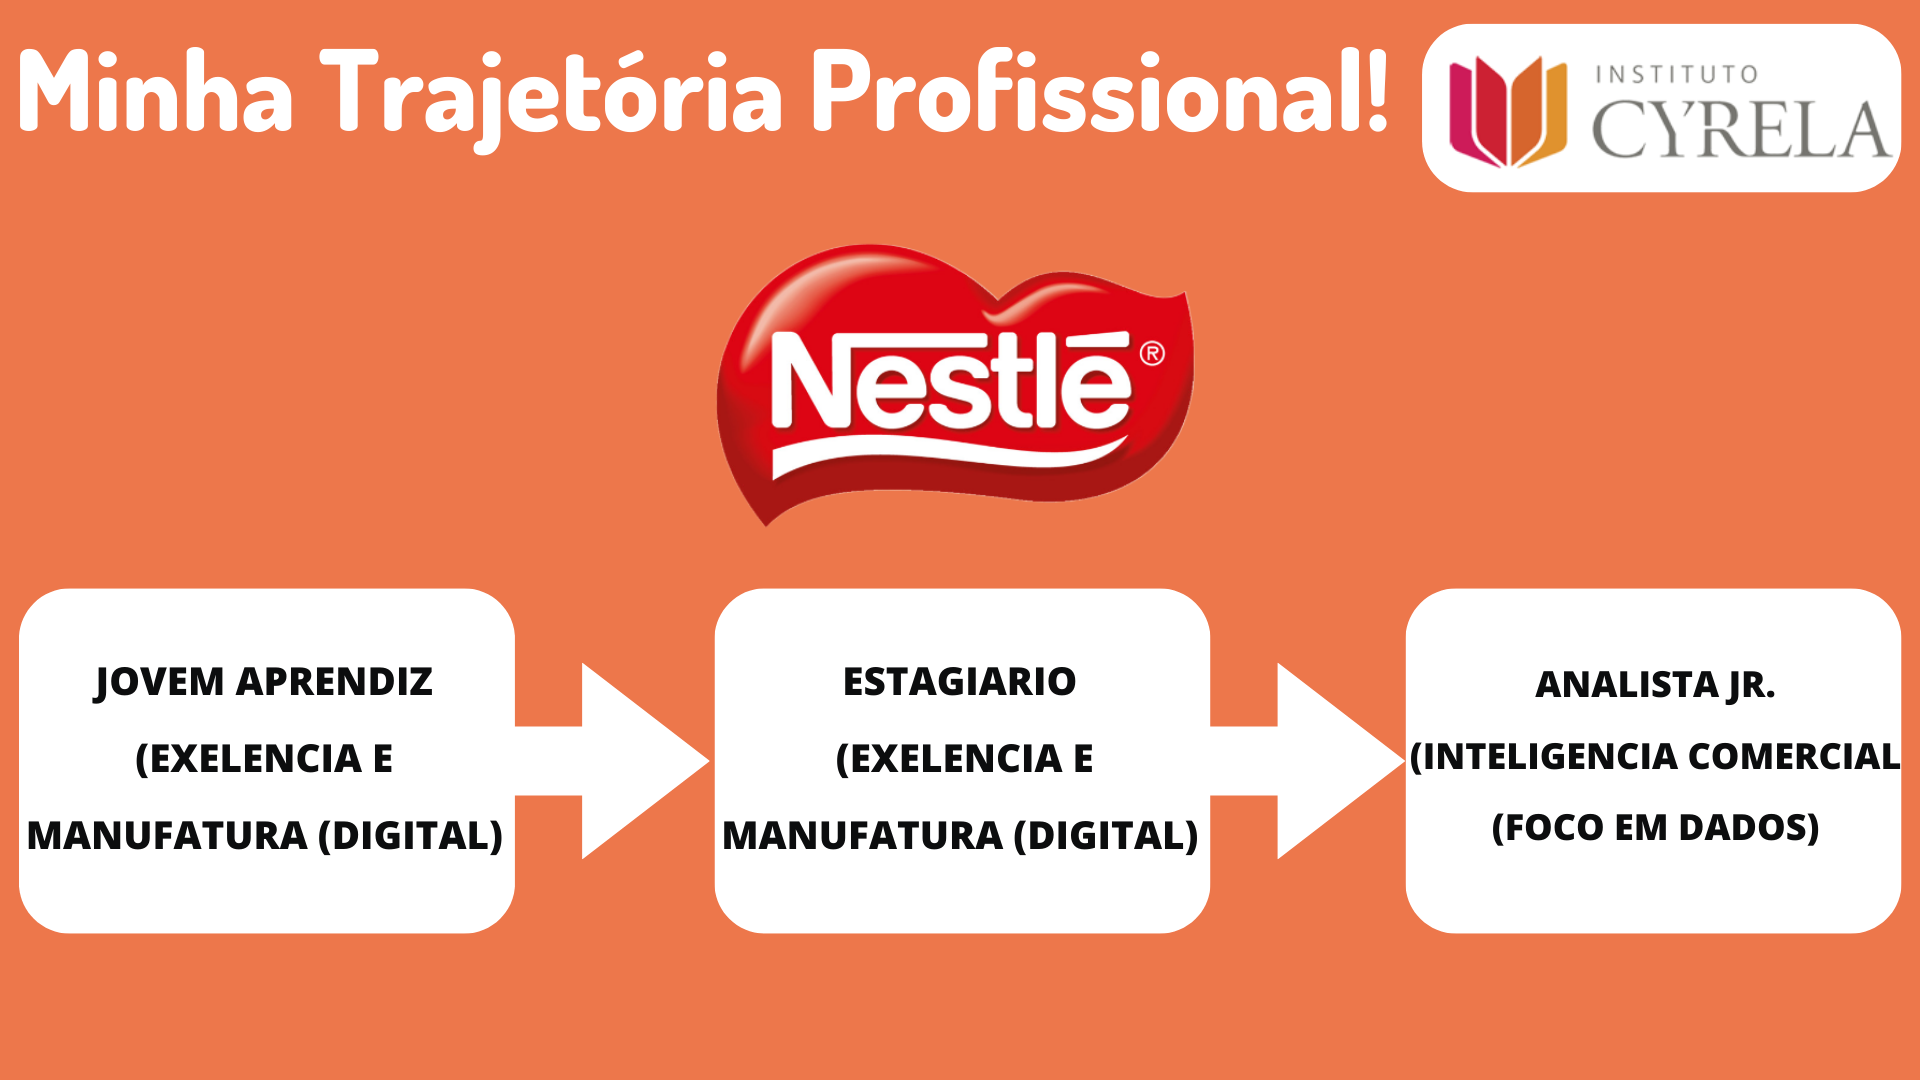 Minha Trajetória Profissional!
INSTITUTO
CYRELA
Nestlé®
JOVEM APRENDIZ
(EXELENCIA E
MANUFATURA (DIGITAL)
ESTAGIARIO
(EXELENCIA E
MANUFATURA (DIGITAL)
ANALISTA JR.
(INTELIGENCIA COMERCIAL
(FOCO EM DADOS)